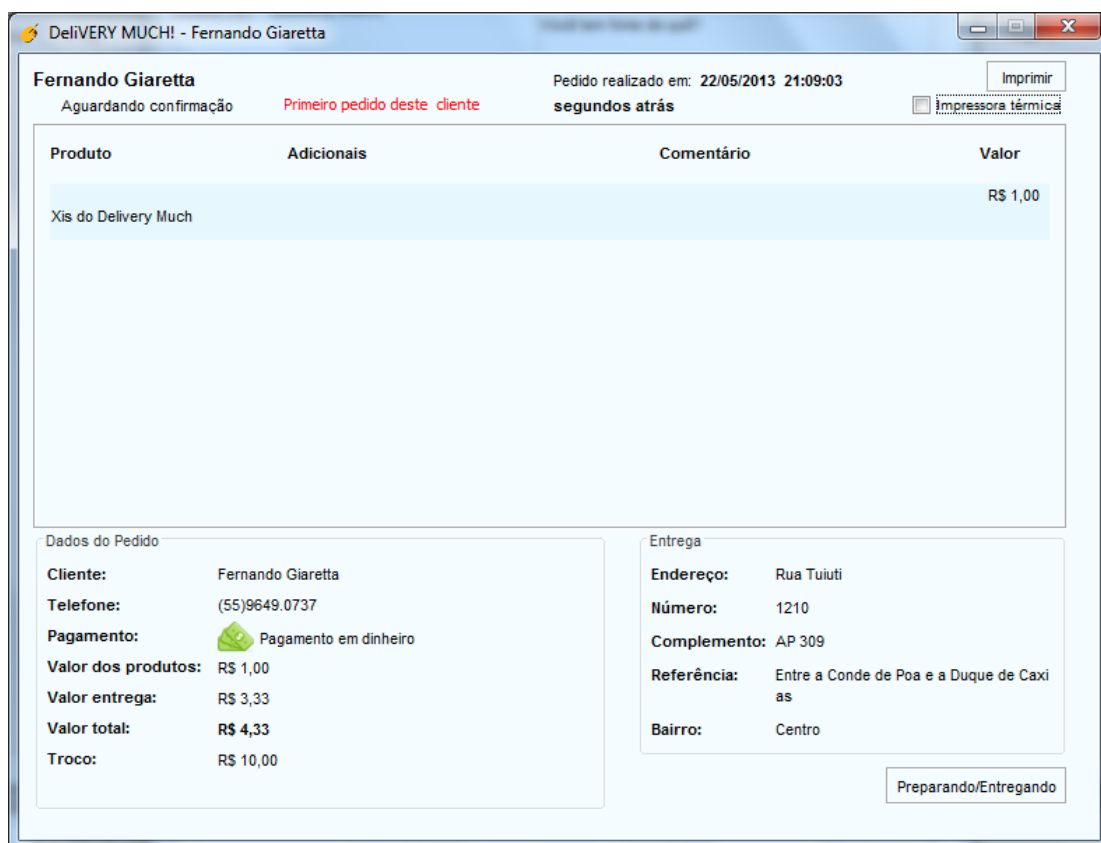 DeliVERY MUCH! - Fernando Giaretta
Fernando Giaretta
Pedido realizado em: 22/05/2013 21:09:03
Imprimir
Aguardando confirmação
Primeiro pedido deste cliente
segundos atrás
Impressora térmica
Produto Adicionais Comentário Valor
R$ 1,00
Xis do Delivery Much
Dados do Pedido
Cliente: Fernando Giaretta
Telefone: (55)9649.0737
Pagamento: Pagamento em dinheiro
Valor dos produtos: R$ 1,00
Valor entrega: R$ 3,33
Valor total: R$ 4,33
Troco: R$ 10,00
Entrega
Endereço: Rua Tuiuti
Número: 1210
Complemento: AP 309
Referência: Entre a Conde de Poa e a Duque de Caxi
as
Bairro: Centro
Preparando/Entregando